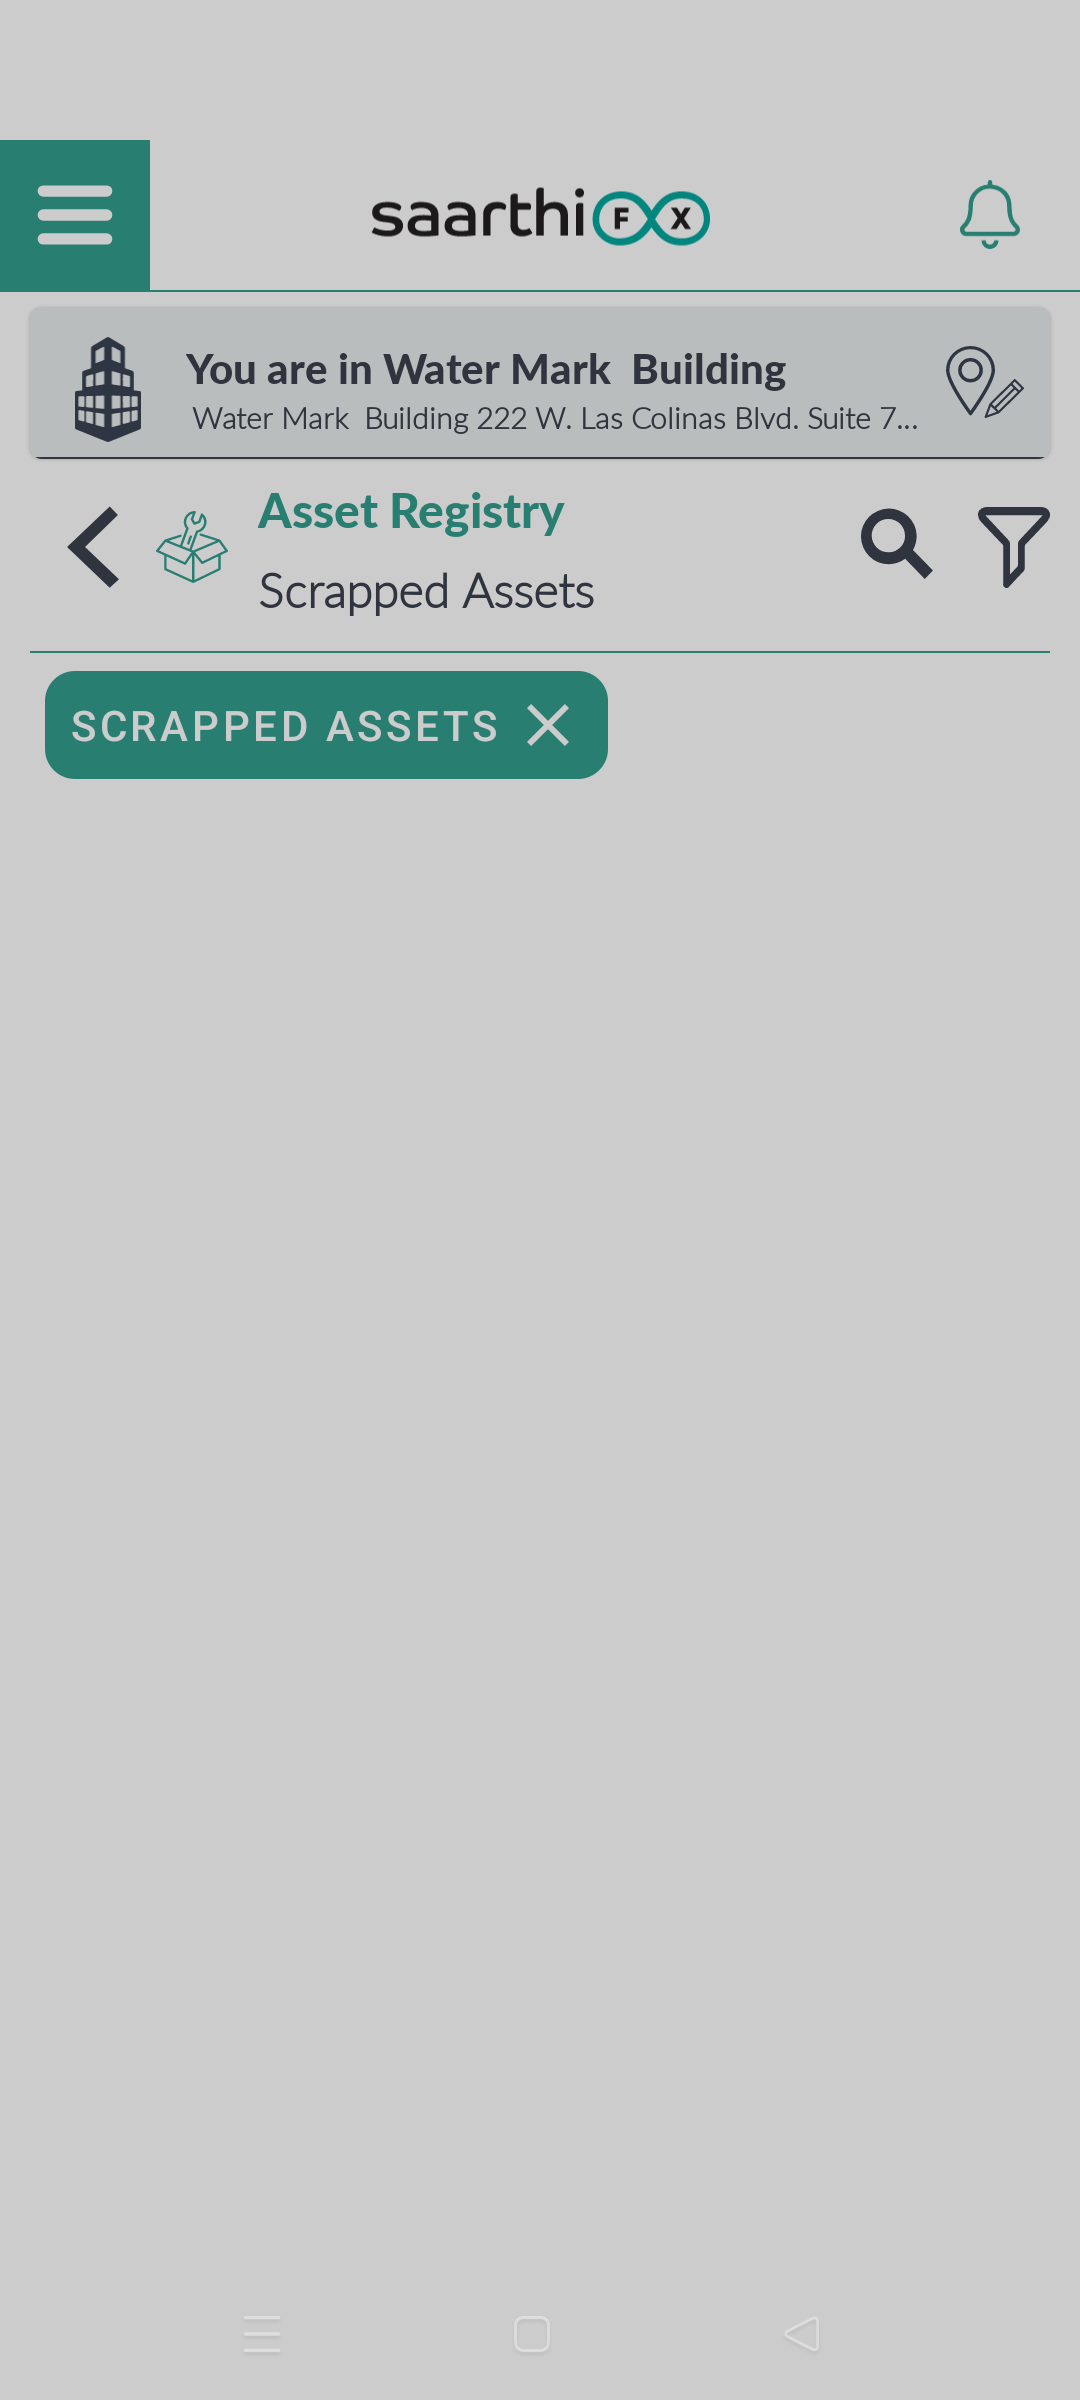 saarthi F X
You are in Water Mark  Building
Water Mark  Building 222 W. Las Colinas Blvd. Suite 7...
Asset Registry
Scrapped Assets
SCRAPPED ASSETS